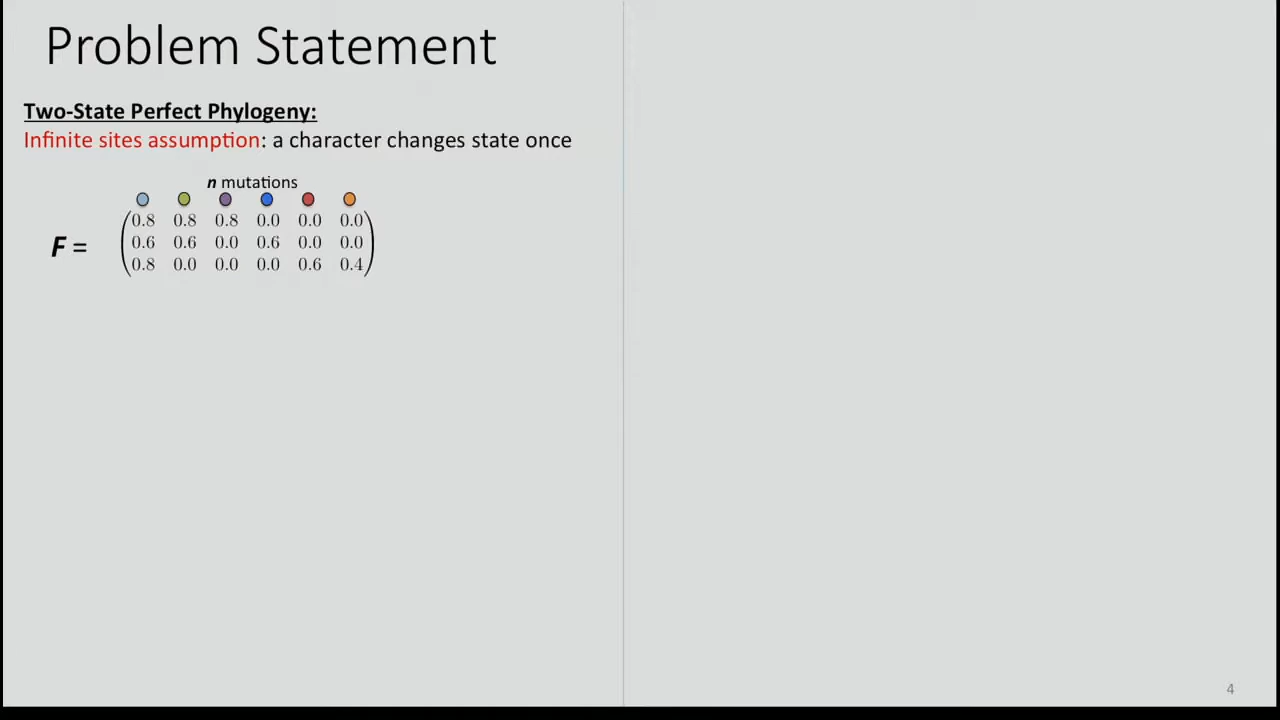 Problem Statement
Two-State Perfect Phylogeny:
Infinite sites assumption: a character changes state once
n mutations
F =
0.8 0.8 0.8 0.0 0.0 0.0
0.6 0.6 0.0 0.6 0.0 0.0
0.8 0.0 0.0 0.0 0.6 0.4
4